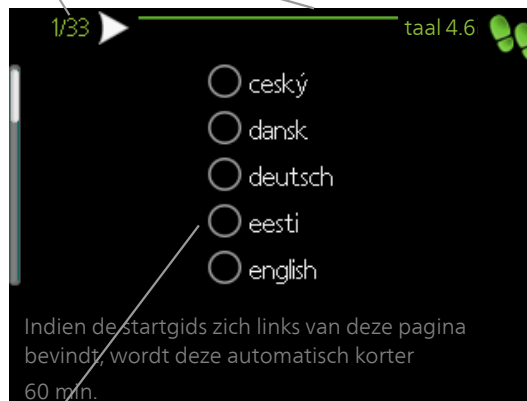 1/33 taal 4.6
ceský
dansk
deutsch
eesti
english
Indien de startgids zich links van deze pagina
bevindt, wordt deze automatisch korter
60 min.